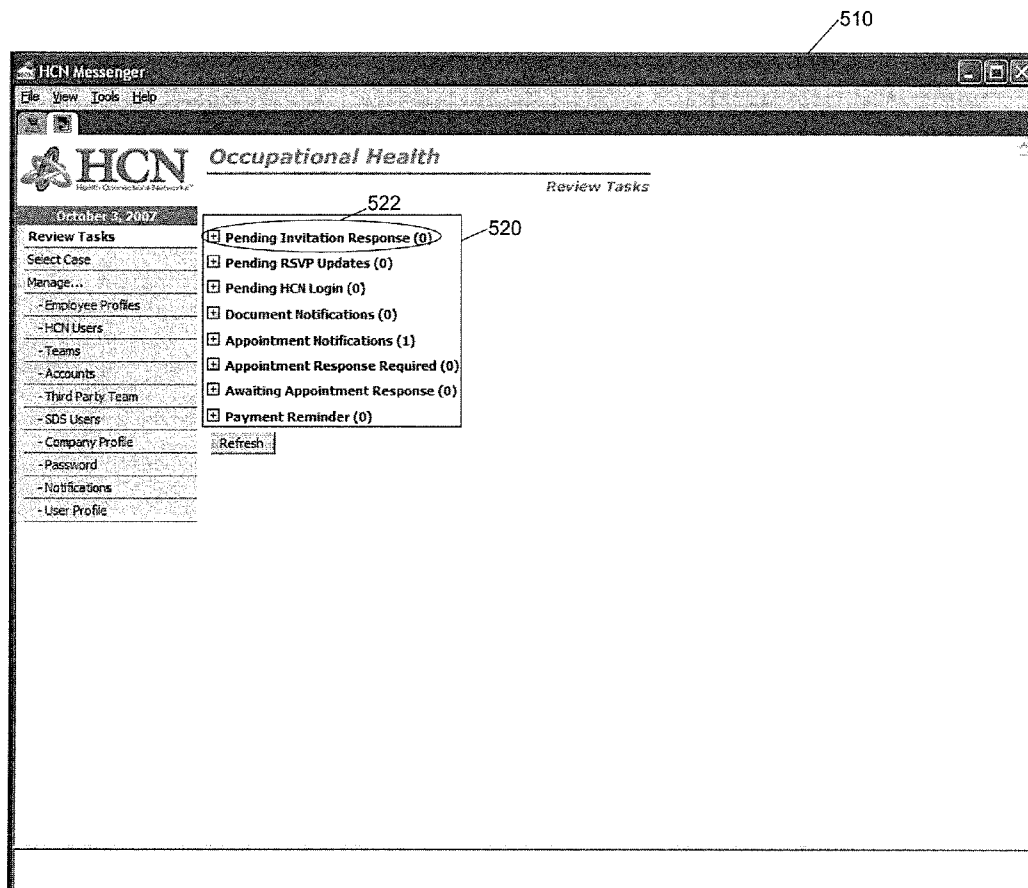 510
HCN Messenger
File View Tools Help
HCN
Health Connections Networks
Occupational Health
Review Tasks
October 3, 2007
Review Tasks
Select Case
Manage...
- Employee Profiles
- HCN Users
- Teams
- Accounts
- Third Party Team
- SDS Users
- Company Profile
- Password
- Notifications
- User Profile
522
520
Pending Invitation Response (0)
Pending RSVP Updates (0)
Pending HCN Login (0)
Document Notifications (0)
Appointment Notifications (1)
Appointment Response Required (0)
Awaiting Appointment Response (0)
Payment Reminder (0)
Refresh